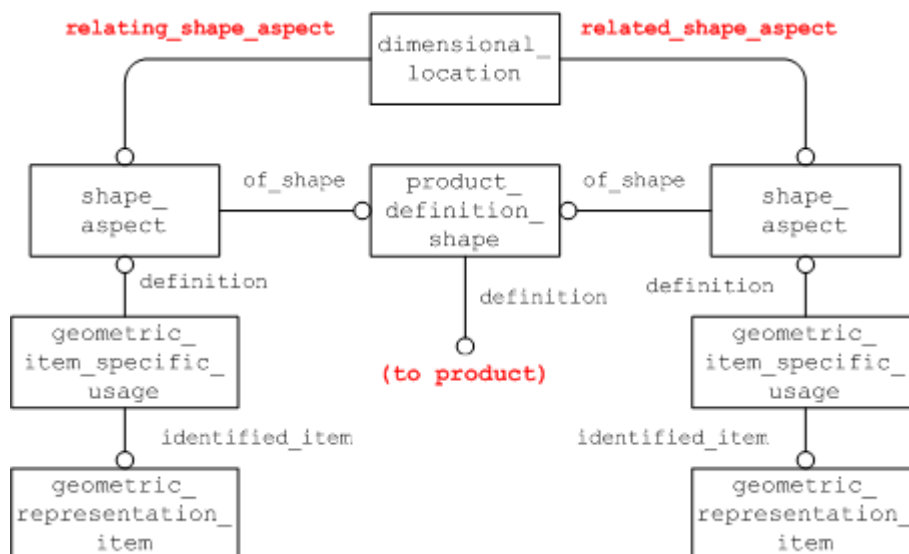 relating_shape_aspect
dimensional_
location
related_shape_aspect
shape_
aspect
of_shape
product_
definition_
shape
of_shape
shape_
aspect
definition
definition
definition
geometric_
item_specific_
usage
(to product)
geometric_
item_specific_
usage
identified_item
identified_item
geometric_
representation_
item
geometric_
representation_
item